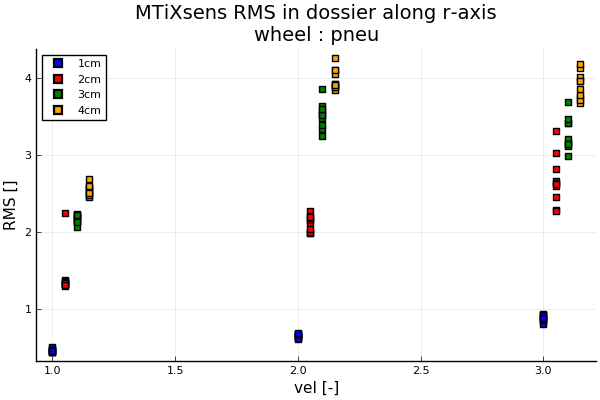 MTiXsens RMS in dossier along r-axis
wheel : pneu
1cm
2cm
3cm
4cm
RMS []
4
3
2
1
1.0 1.5 2.0 2.5 3.0
vel [-]